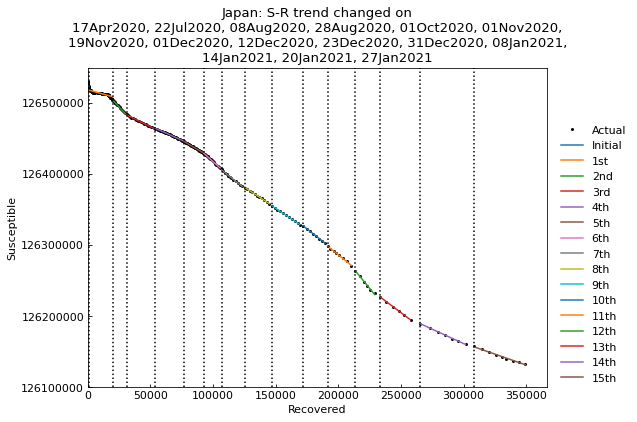 Japan: S-R trend changed on
17Apr2020, 22Jul2020, 08Aug2020, 28Aug2020, 01Oct2020, 01Nov2020,
19Nov2020, 01Dec2020, 12Dec2020, 23Dec2020, 31Dec2020, 08Jan2021,
14Jan2021, 20Jan2021, 27Jan2021
126500000
126400000
126300000
126200000
126100000
Susceptible
0
50000
100000
150000
200000
250000
300000
350000
Recovered
Actual
Initial
1st
2nd
3rd
4th
5th
6th
7th
8th
9th
10th
11th
12th
13th
14th
15th